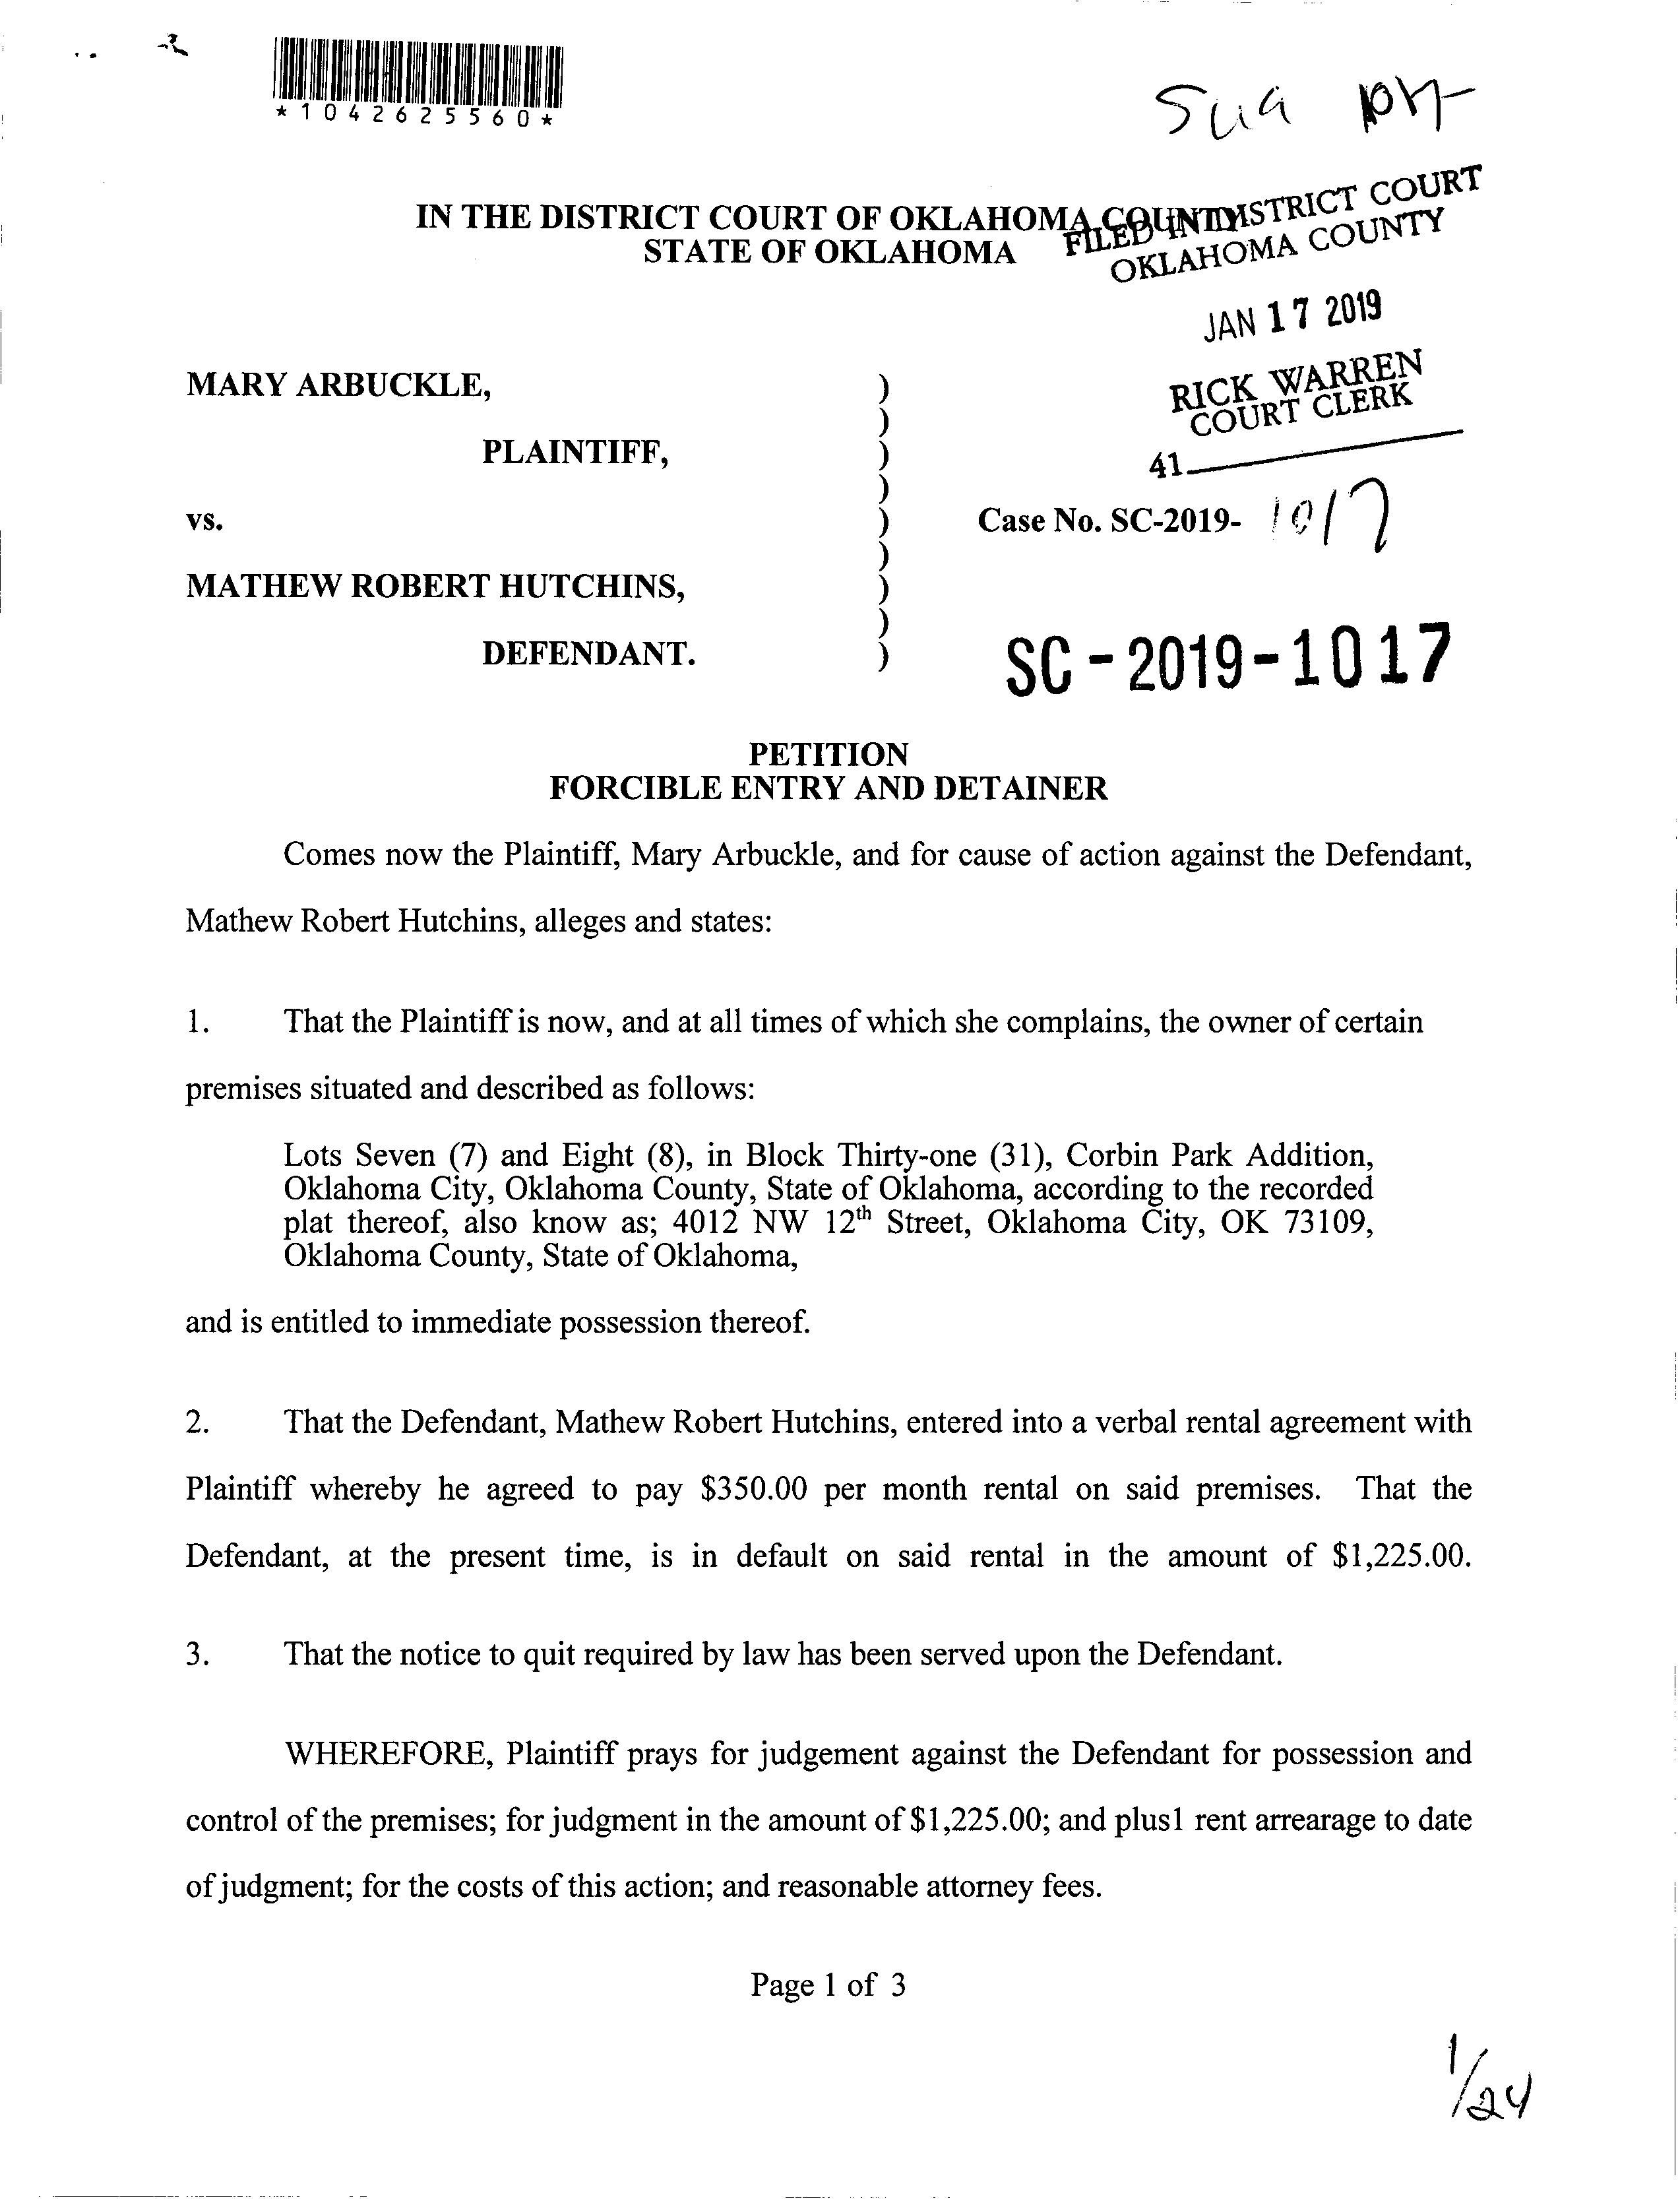 *1042625560*
IN THE DISTRICT COURT OF OKLAHOMA COUNTY
STATE OF OKLAHOMA
FILED IN DISTRICT COURT
OKLAHOMA COUNTY
JAN 17 2019
RICK WARREN
COURT CLERK
41
MARY ARBUCKLE, )
)
PLAINTIFF, )
)
vs. ) Case No. SC-2019- 1017
)
MATHEW ROBERT HUTCHINS, )
)
DEFENDANT. )
SC-2019-1017
PETITION
FORCIBLE ENTRY AND DETAINER
Comes now the Plaintiff, Mary Arbuckle, and for cause of action against the Defendant,
Mathew Robert Hutchins, alleges and states:
1. That the Plaintiff is now, and at all times of which she complains, the owner of certain
premises situated and described as follows:
Lots Seven (7) and Eight (8), in Block Thirty-one (31), Corbin Park Addition,
Oklahoma City, Oklahoma County, State of Oklahoma, according to the recorded
plat thereof, also know as; 4012 NW 12th Street, Oklahoma City, OK 73109,
Oklahoma County, State of Oklahoma,
and is entitled to immediate possession thereof.
2. That the Defendant, Mathew Robert Hutchins, entered into a verbal rental agreement with
Plaintiff whereby he agreed to pay $350.00 per month rental on said premises. That the
Defendant, at the present time, is in default on said rental in the amount of $1,225.00.
3. That the notice to quit required by law has been served upon the Defendant.
WHEREFORE, Plaintiff prays for judgement against the Defendant for possession and
control of the premises; for judgment in the amount of $1,225.00; and plus1 rent arrearage to date
of judgment; for the costs of this action; and reasonable attorney fees.
Page 1 of 3
1/24